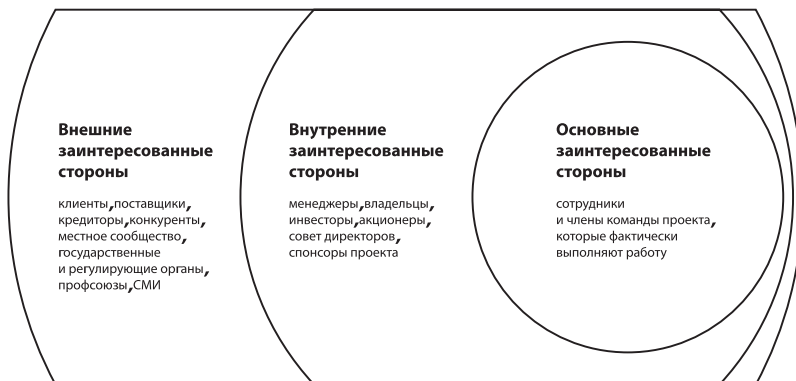 Внешние
заинтересованные
стороны
клиенты,поставщики,
кредиторы,конкуренты,
местное сообщество,
государственные
и регулирующие органы,
профсоюзы,СМИ
Внутренние
заинтересованные
стороны
менеджеры,владельцы,
инвесторы,акционеры,
совет директоров,
спонсоры проекта
Основные
заинтересованные
стороны
сотрудники
и члены команды проекта,
которые фактически
выполняют работу